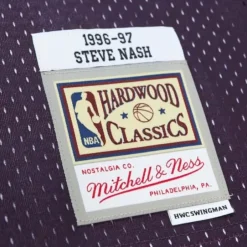 1996-97
STEVE NASH
HARDWOOD
NBA
CLASSICS
NOSTALGIA CO.
Mitchell & Ness
PHILADELPHIA, PA.
HWC SWINGMAN